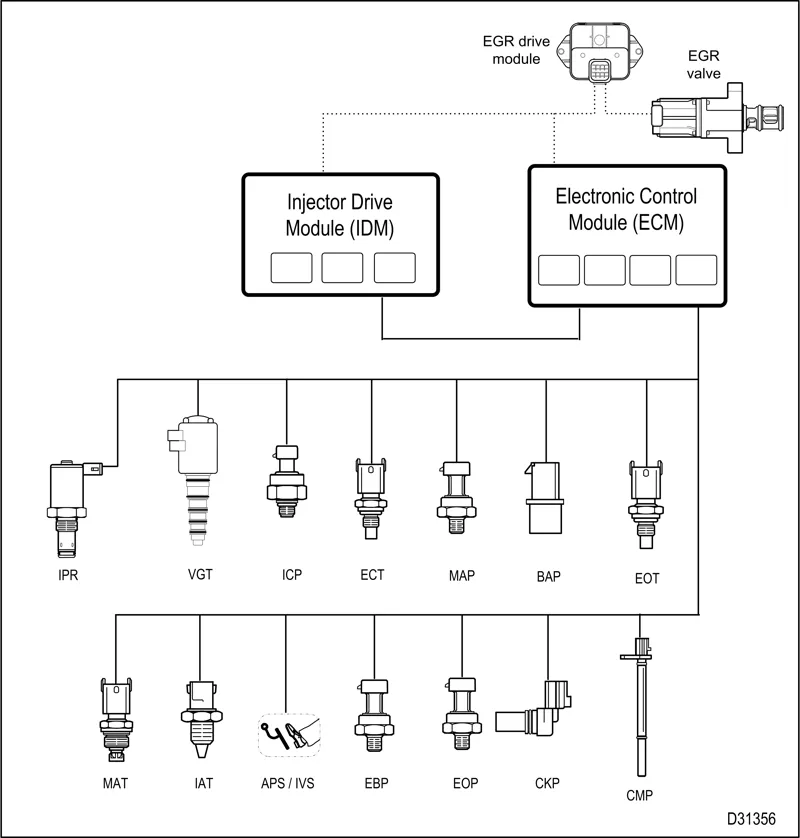 EGR drive
module
EGR
valve
Injector Drive
Module (IDM)
Electronic Control
Module (ECM)
IPR
VGT
ICP
ECT
MAP
BAP
EOT
MAT
IAT
APS / IVS
EBP
EOP
CKP
CMP
D31356